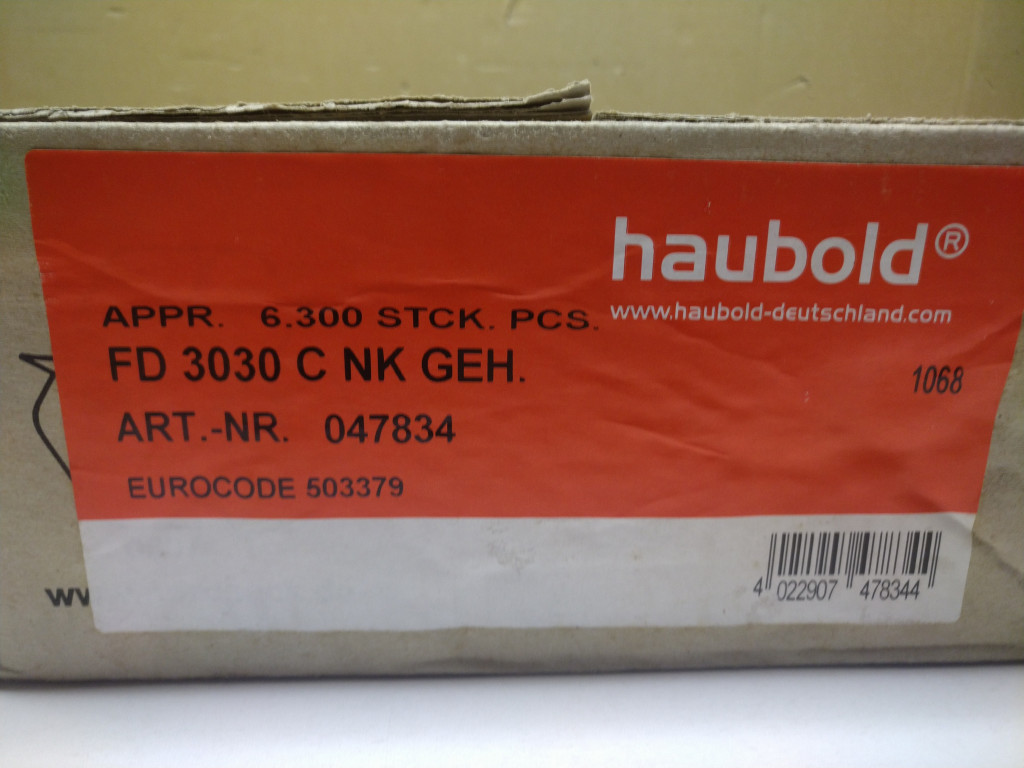 haubold®
www.haubold-deutschland.com
APPR. 6.300 STCK. PCS.
FD 3030 C NK GEH.
1068
ART.-NR. 047834
EUROCODE 503379
4 022907 478344
ww